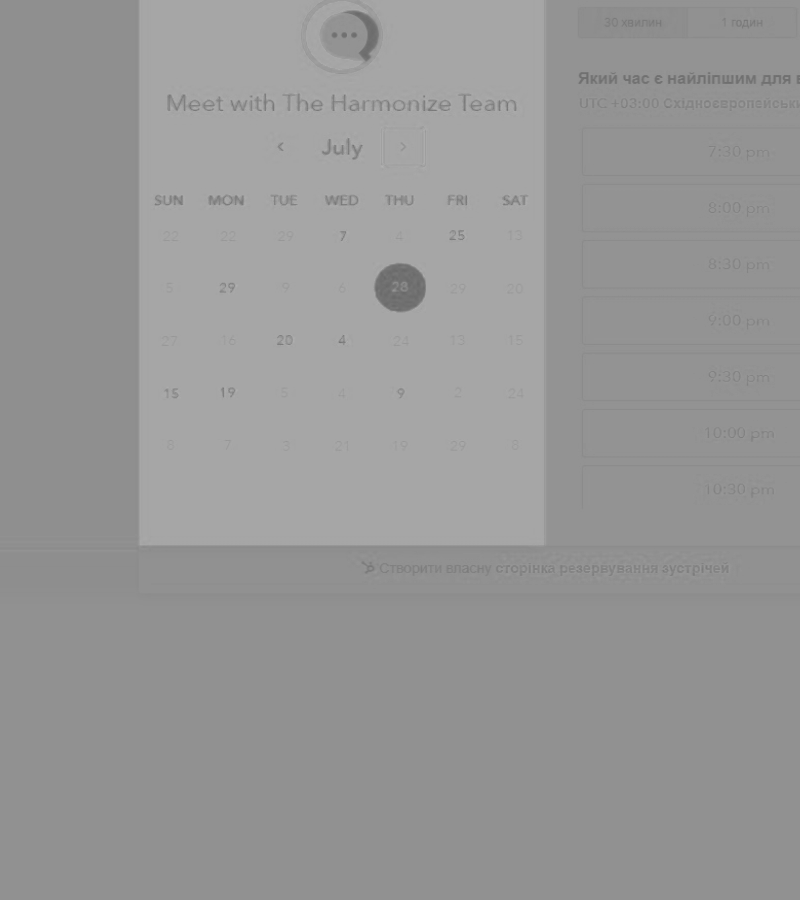 Meet with The Harmonize Team
July
SUN MON TUE WED THU FRI SAT
22 22 29 7 4 25 13
5 29 9 6 28 29 20
27 16 20 4 24 13 15
15 19 5 4 9 2 24
8 7 3 21 19 29 8
30 хвилин 1 годин
Який час є найліпшим для
UTC +03:00 Східноєвропейськ
7:30 pm
8:00 pm
8:30 pm
9:00 pm
9:30 pm
10:00 pm
10:30 pm
Створити власну сторінка резервування зустрічей